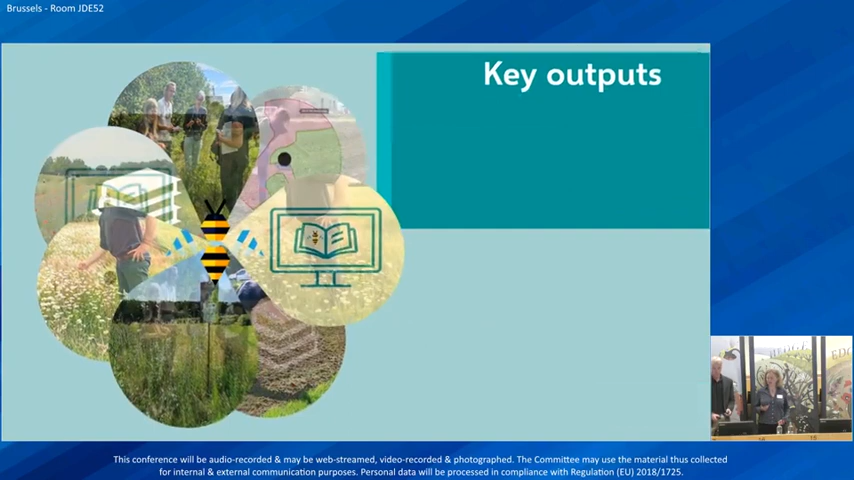 Brussels - Room JDE52
Key outputs
This conference will be audio-recorded & may be web-streamed, video-recorded & photographed. The Committee may use the material thus collected
for internal & external communication purposes. Personal data will be processed in compliance with Regulation (EU) 2018/1725.